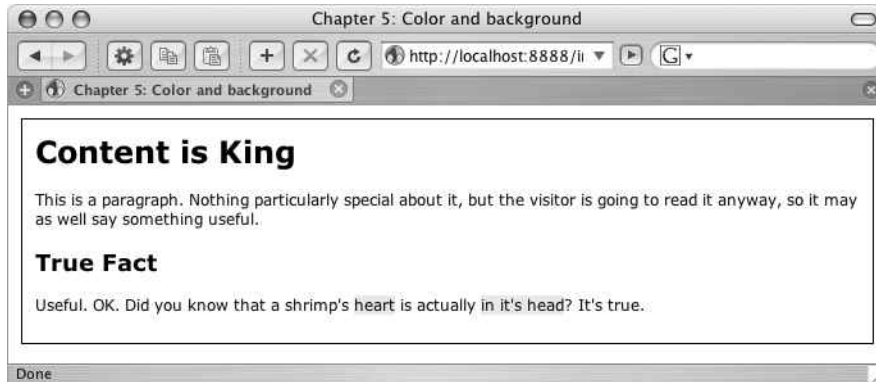 Chapter 5: Color and background
http://localhost:8888/ii
G
Chapter 5: Color and background
Content is King
This is a paragraph. Nothing particularly special about it, but the visitor is going to read it anyway, so it may
as well say something useful.
True Fact
Useful. OK. Did you know that a shrimp's heart is actually in it's head? It's true.
Done